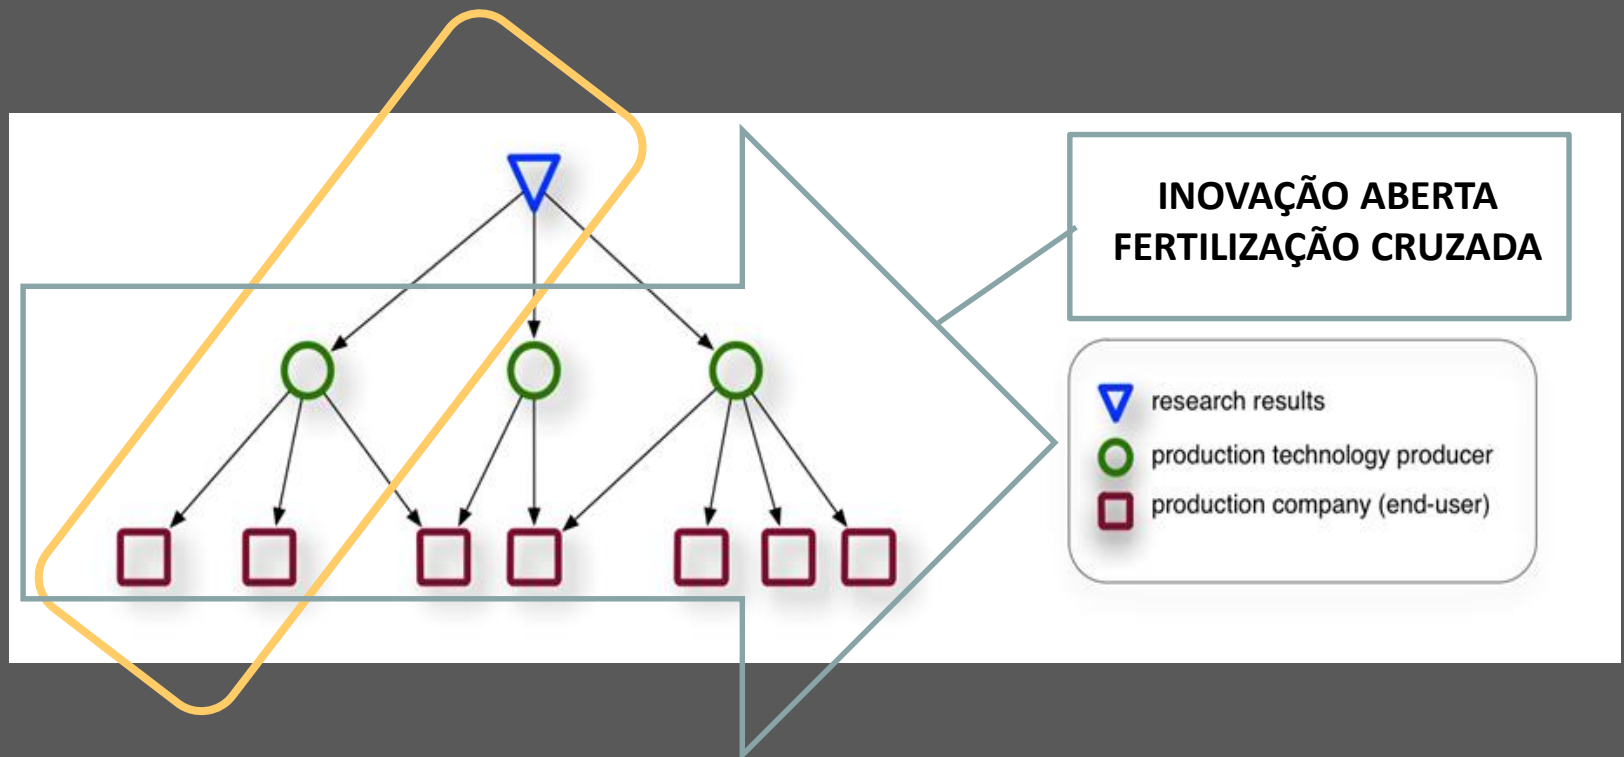 INOVAÇÃO ABERTA
FERTILIZAÇÃO CRUZADA
research results
production technology producer
production company (end-user)